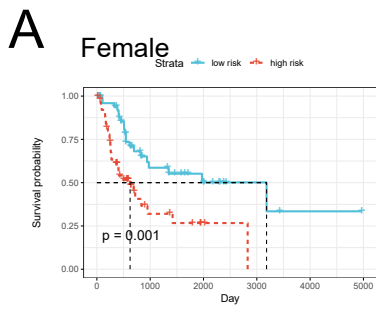 A
Female
Strata low risk high risk
1.00
0.75
0.50
0.25
0.00
Survival probability
p = 0.001
0 1000 2000 3000 4000 5000
Day